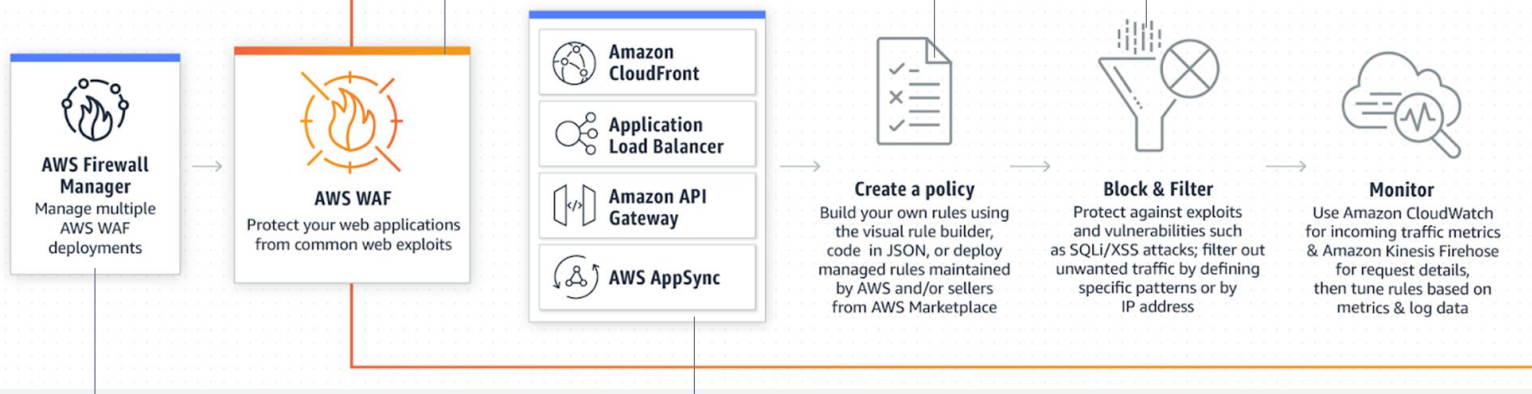 AWS Firewall
Manager
Manage multiple
AWS WAF
deployments
AWS WAF
Protect your web applications
from common web exploits
Amazon
CloudFront
Application
Load Balancer
</>
Amazon API
Gateway
AWS AppSync
Create a policy
Build your own rules using
the visual rule builder,
code in JSON, or deploy
managed rules maintained
by AWS and/or sellers
from AWS Marketplace
Block & Filter
Protect against exploits
and vulnerabilities such
as SQLi/XSS attacks; filter out
unwanted traffic by defining
specific patterns or by
IP address
Monitor
Use Amazon CloudWatch
for incoming traffic metrics
& Amazon Kinesis Firehose
for request details,
then tune rules based on
metrics & log data